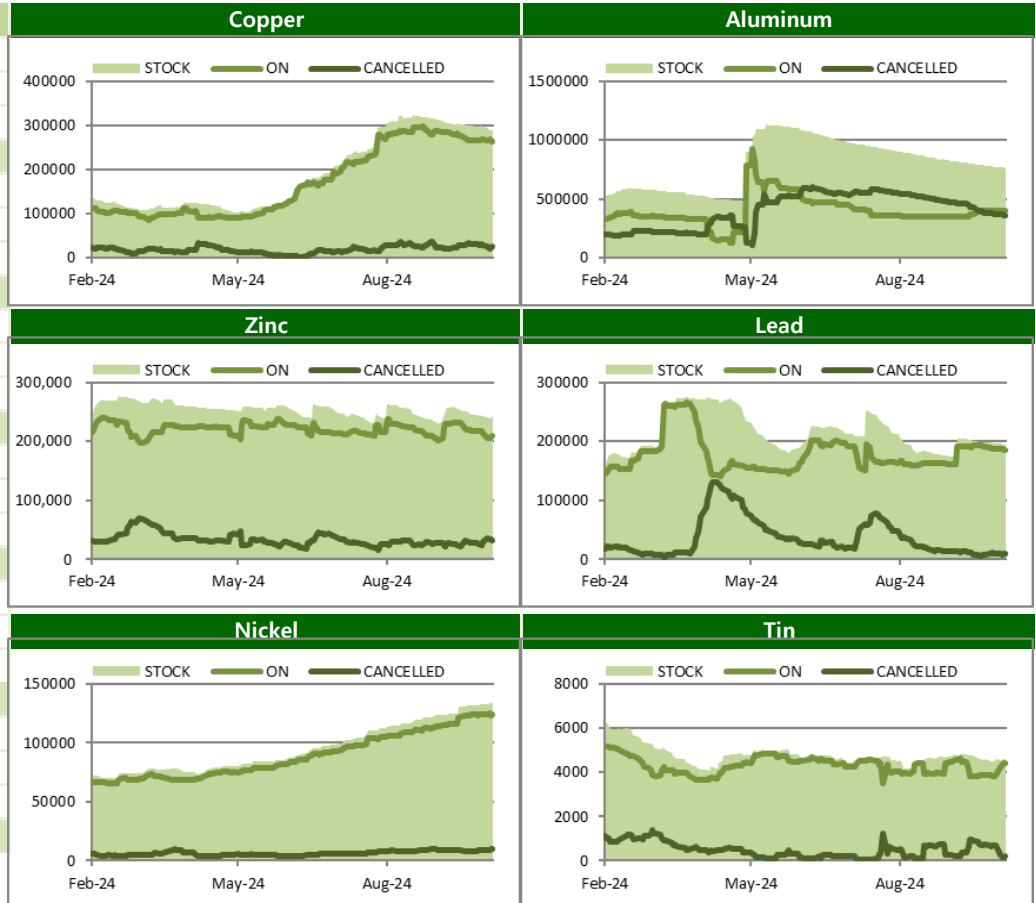 Copper
STOCK ON CANCELLED
400000
300000
200000
100000
0
Feb-24 May-24 Aug-24
Aluminum
STOCK ON CANCELLED
1500000
1000000
500000
0
Feb-24 May-24 Aug-24
Zinc
STOCK ON CANCELLED
300,000
200,000
100,000
0
Feb-24 May-24 Aug-24
Lead
STOCK ON CANCELLED
300000
200000
100000
0
Feb-24 May-24 Aug-24
Nickel
STOCK ON CANCELLED
150000
100000
50000
0
Feb-24 May-24 Aug-24
Tin
STOCK ON CANCELLED
8000
6000
4000
2000
0
Feb-24 May-24 Aug-24